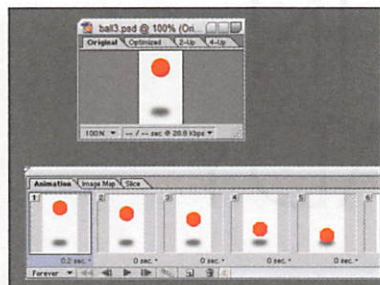 ball3.psd @ 100% (Ori...
Original Optimized 2-Up 4-Up
100% -- / -- sec @ 28.8 Kbps
Animation Image Map Slice
1 2 3 4 5 6
0.2 sec. 0 sec. 0 sec. 0 sec. 0 sec.
Forever